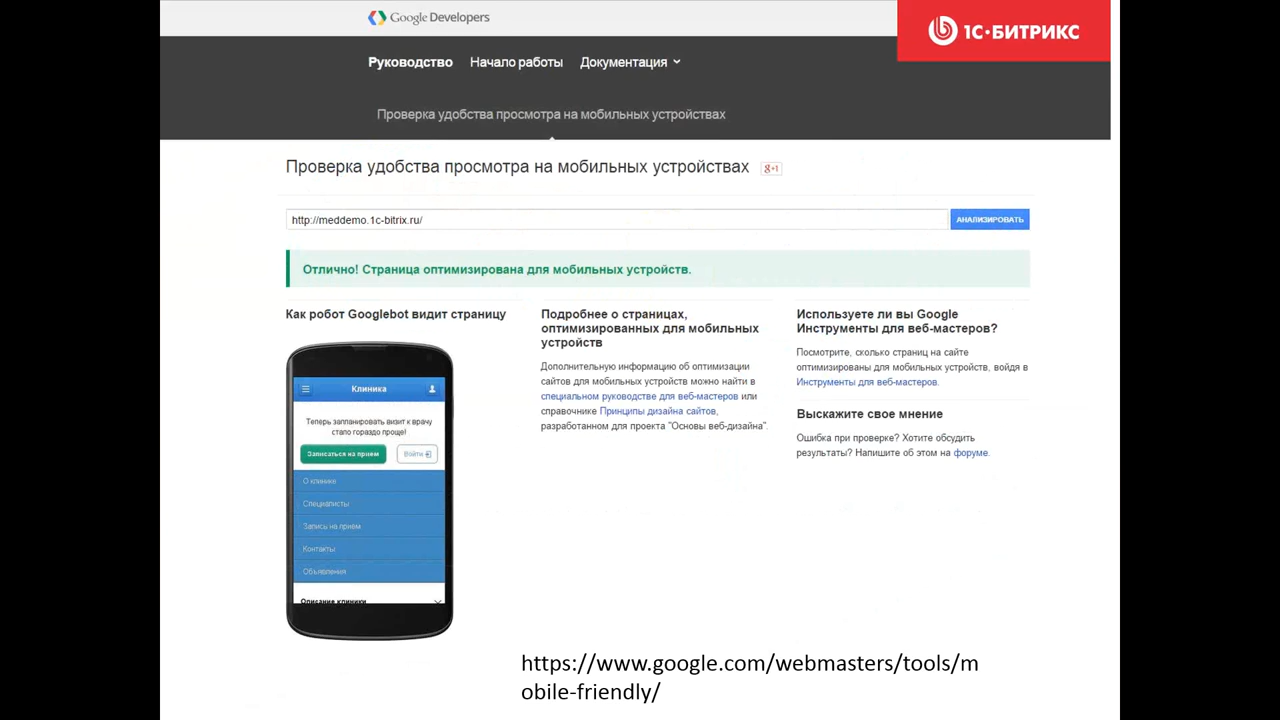 Google Developers
1С·БИТРИКС
Руководство Начало работы Документация
Проверка удобства просмотра на мобильных устройствах
Проверка удобства просмотра на мобильных устройствах g+1
http://meddemo.1c-bitrix.ru/ АНАЛИЗИРОВАТЬ
Отлично! Страница оптимизирована для мобильных устройств.
Как робот Googlebot видит страницу
Клиника
Теперь запланировать визит к врачу
стало гораздо проще!
Записаться на прием Войти
О клинике
Специалисты
Запись на прием
Контакты
Объявления
Описание клиники
Подробнее о страницах,
оптимизированных для мобильных
устройств
Дополнительную информацию об оптимизации
сайтов для мобильных устройств можно найти в
специальном руководстве для веб-мастеров или
справочнике Принципы дизайна сайтов,
разработанном для проекта "Основы веб-дизайна".
Используете ли вы Google
Инструменты для веб-мастеров?
Посмотрите, сколько страниц на сайте
оптимизированы для мобильных устройств, войдя в
Инструменты для веб-мастеров.
Выскажите свое мнение
Ошибка при проверке? Хотите обсудить
результаты? Напишите об этом на форуме.
https://www.google.com/webmasters/tools/m
obile-friendly/